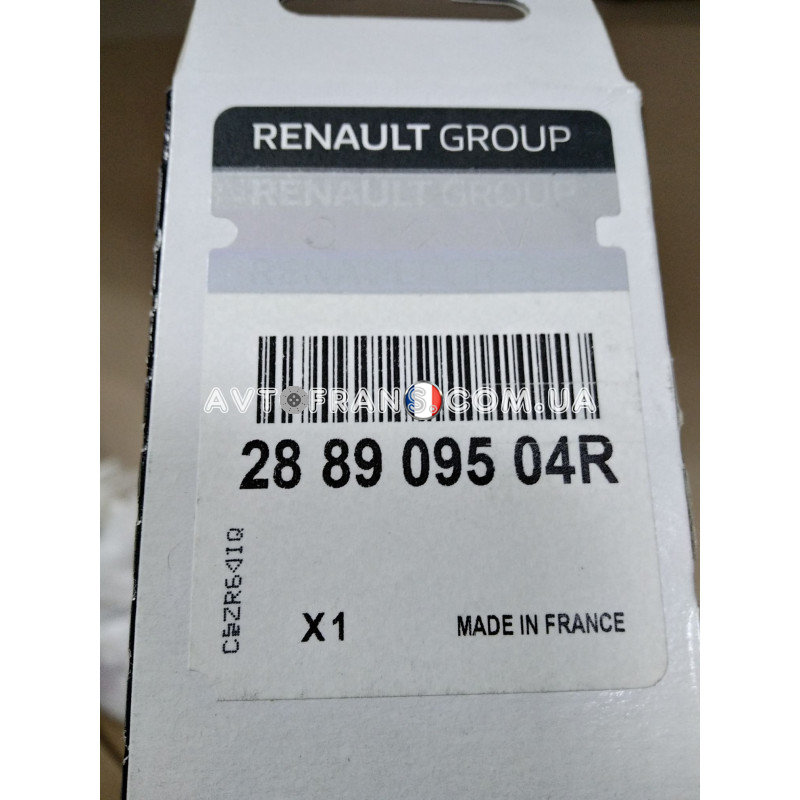 RENAULT GROUP
RENAULT GROUP
AVTOFRANS.COM.UA
28 89 095 04R
X1
MADE IN FRANCE